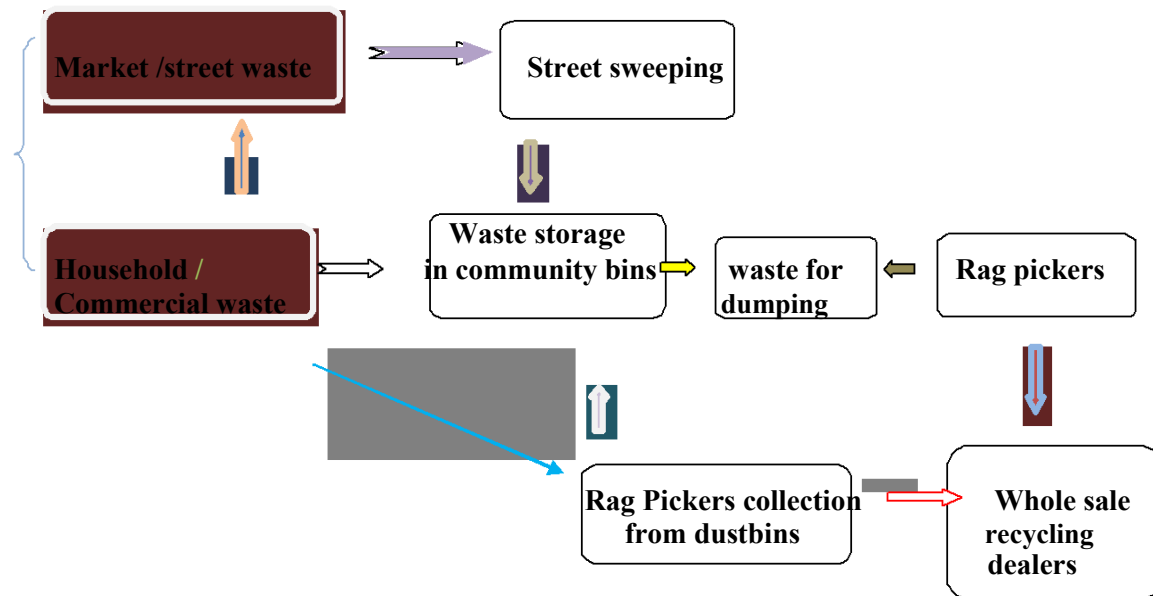 Market /street waste
Street sweeping
Household /
Commercial waste
Waste storage
in community bins
waste for
dumping
Rag pickers
Rag Pickers collection
from dustbins
Whole sale
recycling
dealers